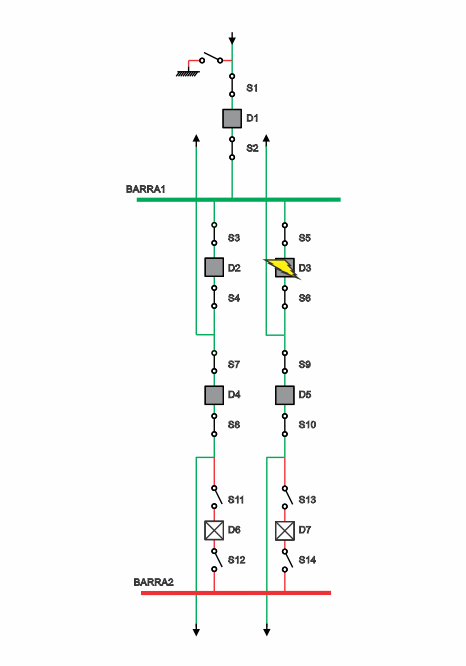 S1
D1
S2
BARRA1
S3 S5
D2 D3
S4 S6
S7 S9
D4 D5
S8 S10
S11 S13
D6 D7
S12 S14
BARRA2